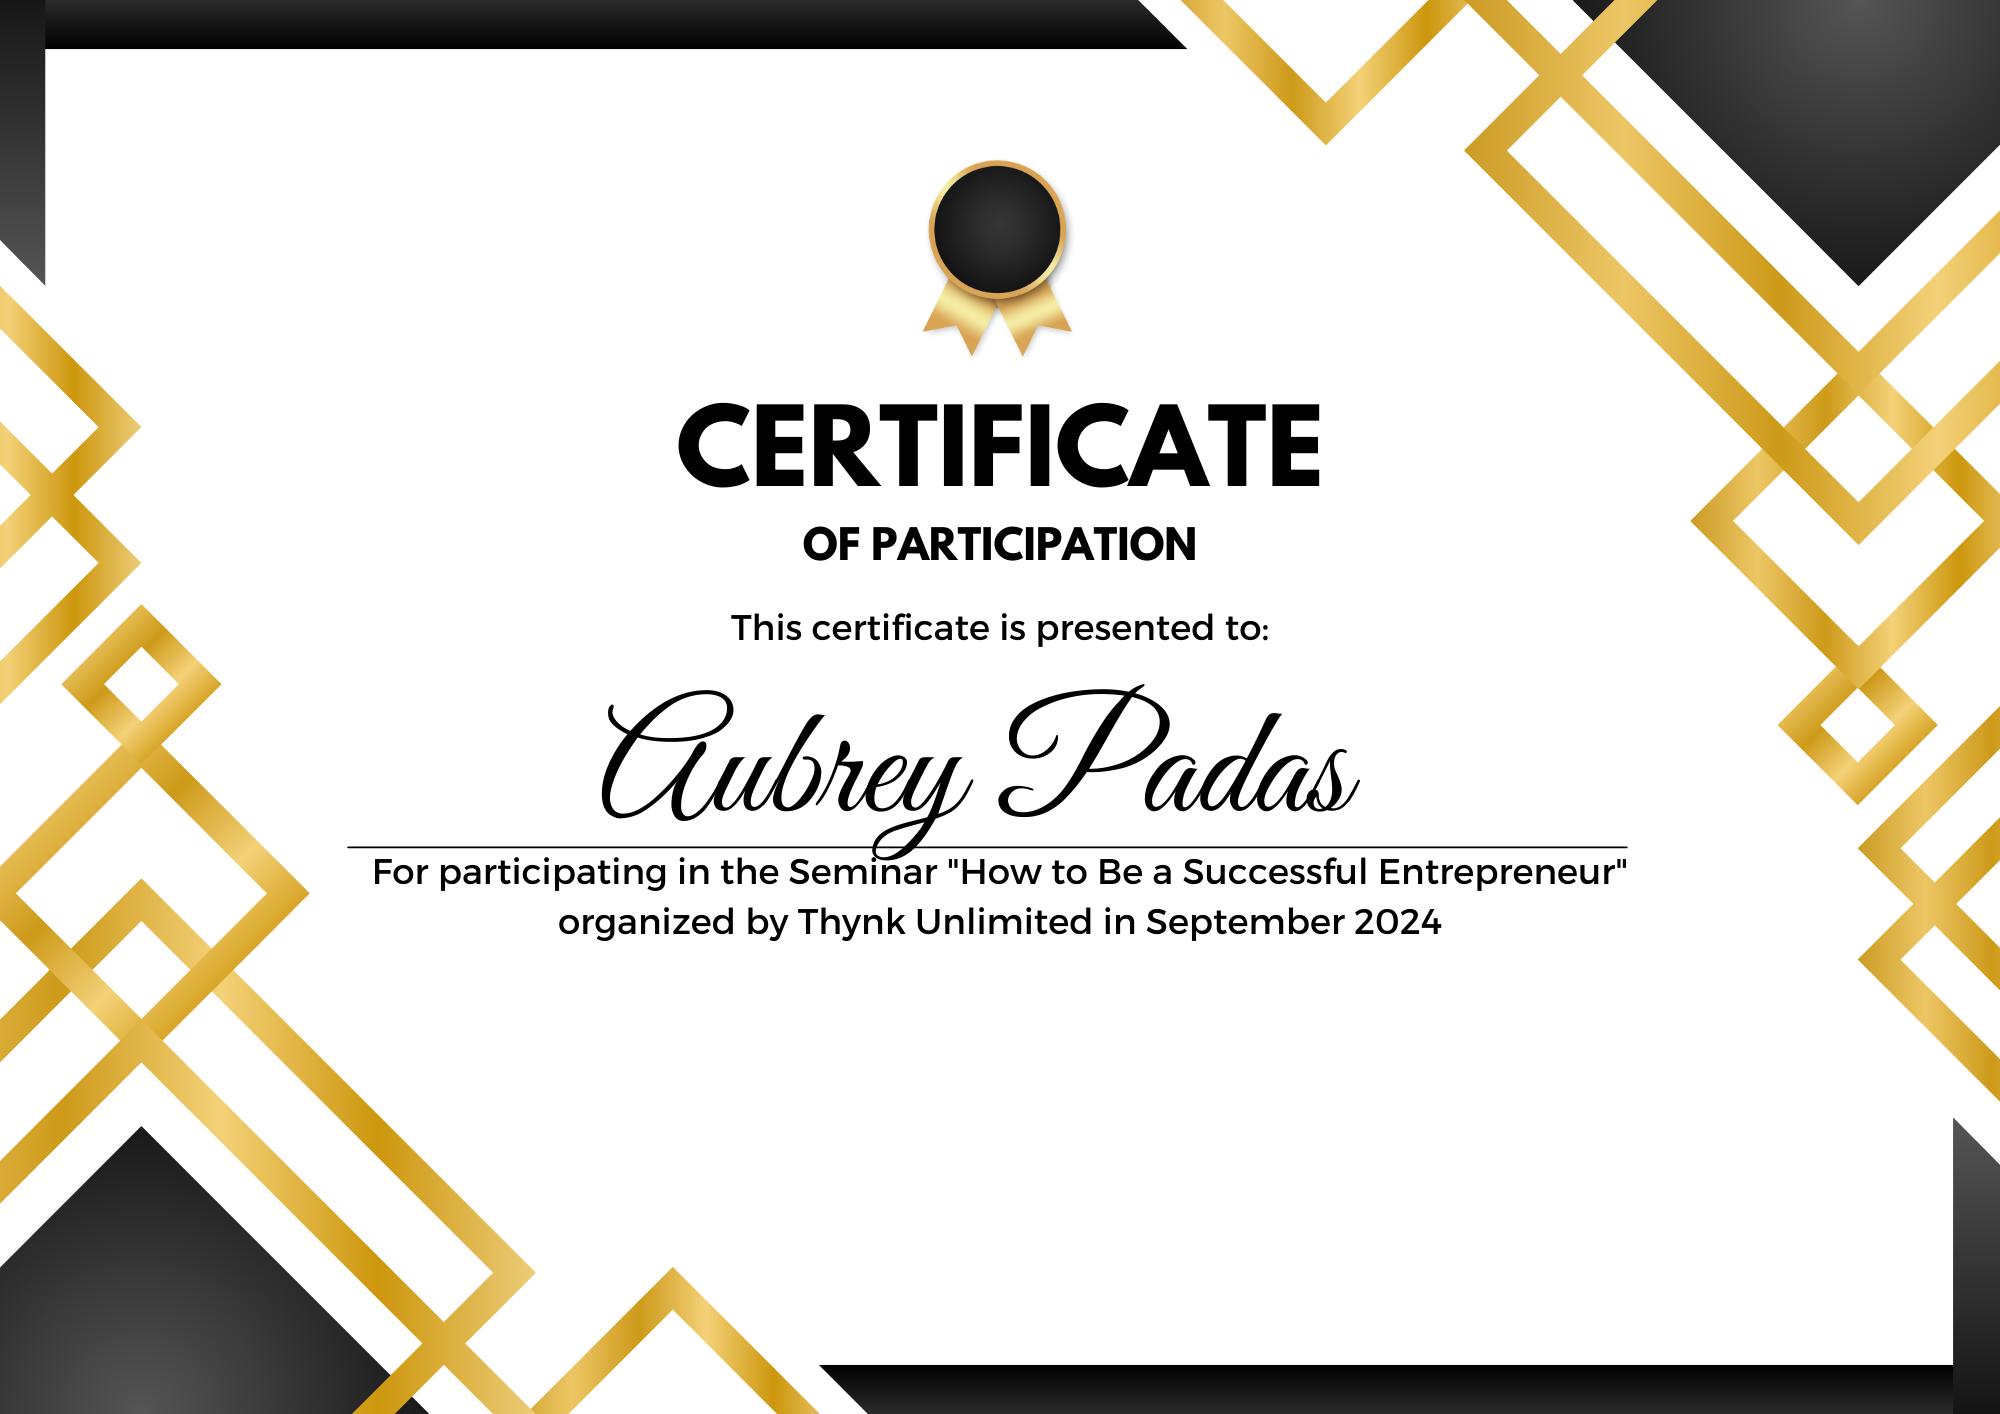 CERTIFICATE
OF PARTICIPATION
This certificate is presented to:
Aubrey Padas
For participating in the Seminar "How to Be a Successful Entrepreneur"
organized by Thynk Unlimited in September 2024